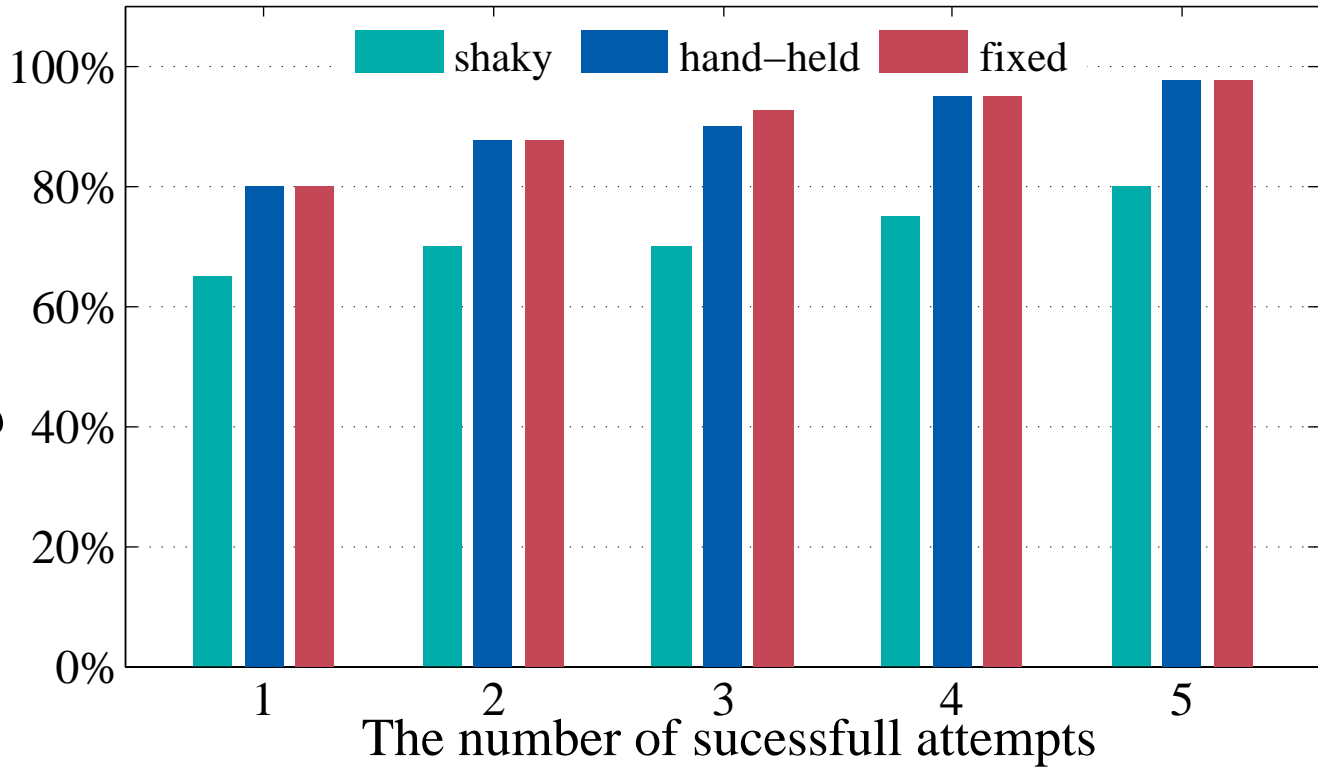 shaky hand-held fixed
100%
80%
60%
40%
20%
0%
1 2 3 4 5
The number of sucessfull attempts